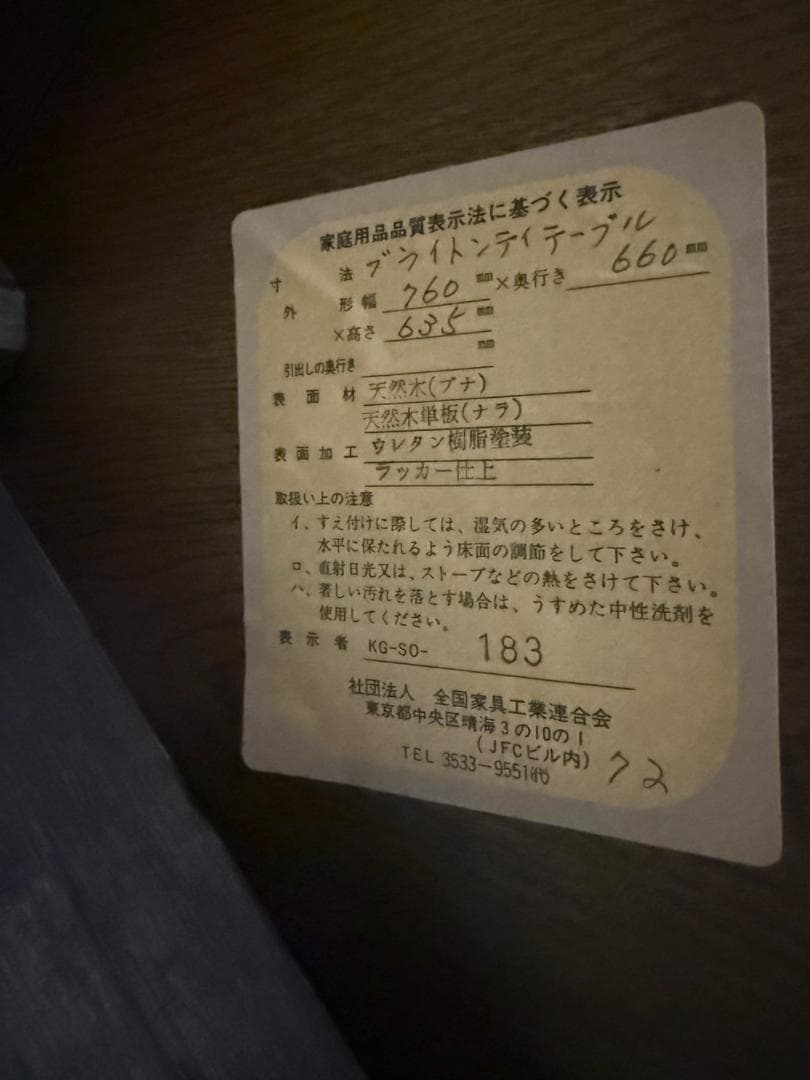 家庭用品品質表示法に基づく表示
寸法 ブライトンティテーブル
外形幅 760 mm ×奥行き 660 mm
×高さ 635 mm
引出しの奥行き mm
表面材 天然木(ブナ)
天然木単板(ナラ)
表面加工 ウレタン樹脂塗装
ラッカー仕上
取扱い上の注意
イ、すえ付けに際しては、湿気の多いところをさけ、
水平に保たれるよう床面の調節をして下さい。
ロ、直射日光又は、ストーブなどの熱をさけて下さい。
ハ、著しい汚れを落とす場合は、うすめた中性洗剤を
使用してください。
表示者 KG-SO- 183
社団法人 全国家具工業連合会
東京都中央区晴海3の10の1
(JFCビル内)
TEL 3533-9551㈹
72